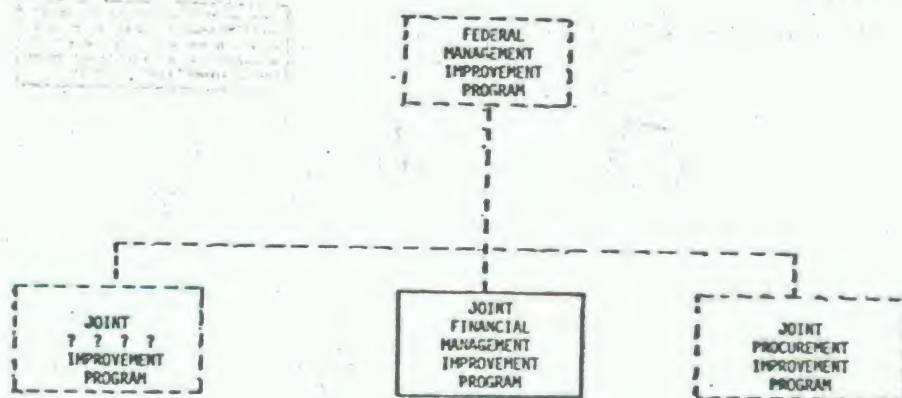 FEDERAL
MANAGEMENT
IMPROVEMENT
PROGRAM
JOINT
? ? ? ?
IMPROVEMENT
PROGRAM
JOINT
FINANCIAL
MANAGEMENT
IMPROVEMENT
PROGRAM
JOINT
PROCUREMENT
IMPROVEMENT
PROGRAM